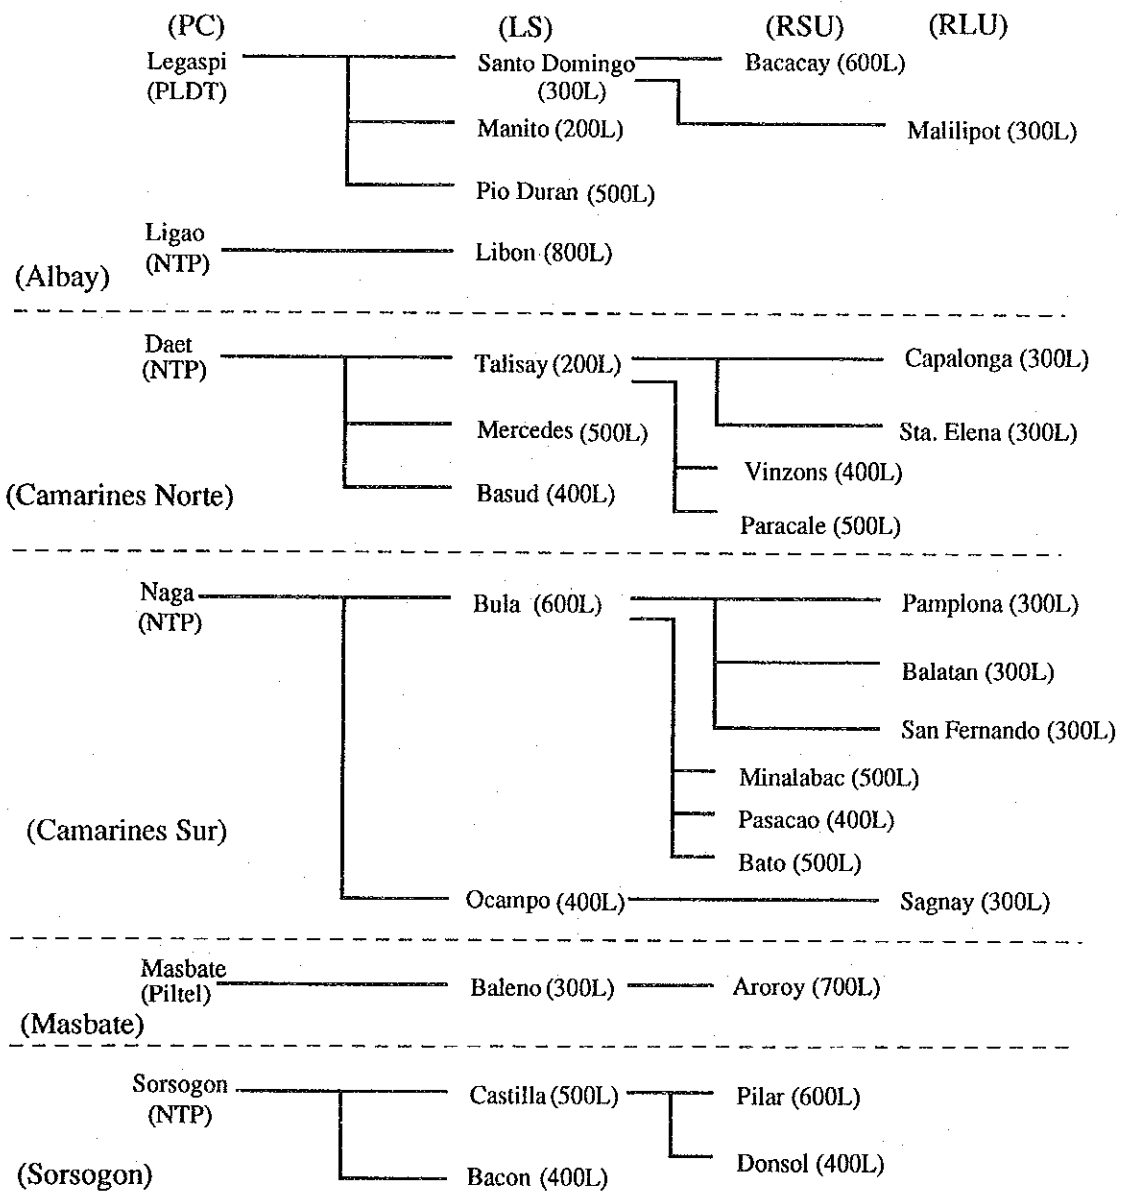 (PC) (LS) (RSU) (RLU)
Legaspi Santo Domingo Bacacay (600L)
(PLDT) (300L)
Manito (200L) Malilipot (300L)
Pio Duran (500L)
Ligao
(NTP) Libon (800L)
(Albay)
Daet
(NTP) Talisay (200L) Capalonga (300L)
Mercedes (500L) Sta. Elena (300L)
Vinzons (400L)
(Camarines Norte) Basud (400L)
Paracale (500L)
Naga
(NTP) Bula (600L) Pamplona (300L)
Balatan (300L)
San Fernando (300L)
Minalabac (500L)
Pasacao (400L)
(Camarines Sur)
Bato (500L)
Ocampo (400L) Sagnay (300L)
Masbate
(Piltel) Baleno (300L) Aroroy (700L)
(Masbate)
Sorsogon Castilla (500L) Pilar (600L)
(NTP)
Donsol (400L)
(Sorsogon) Bacon (400L)